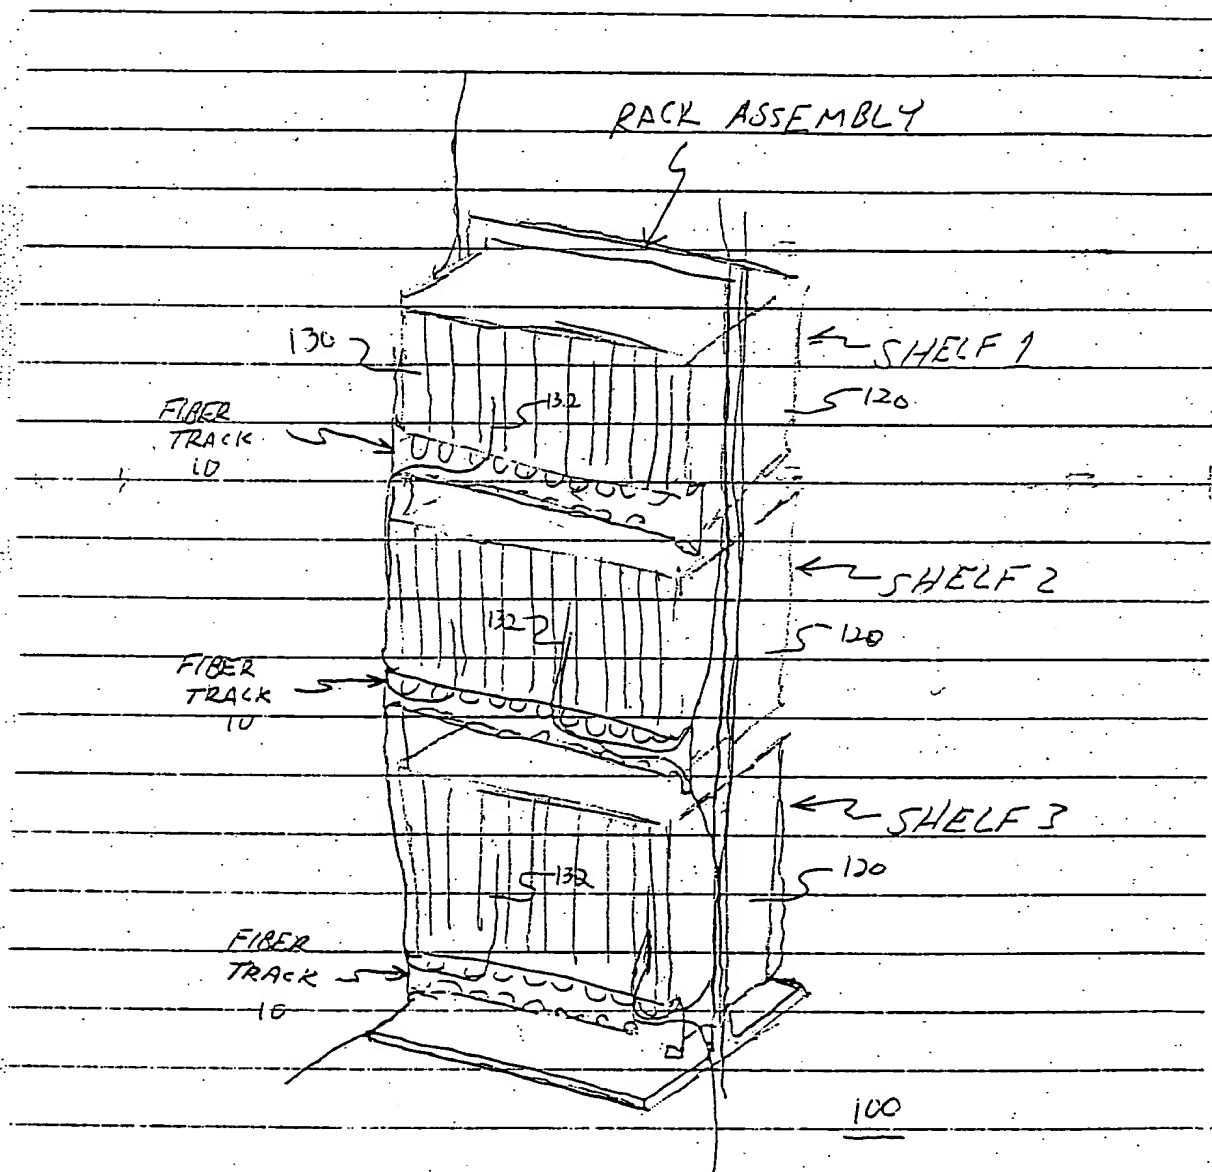 RACK ASSEMBLY
130
SHELF 1
132
120
FIBER
TRACK
10
SHELF 2
132
120
FIBER
TRACK
10
SHELF 3
132
120
FIBER
TRACK
10
100